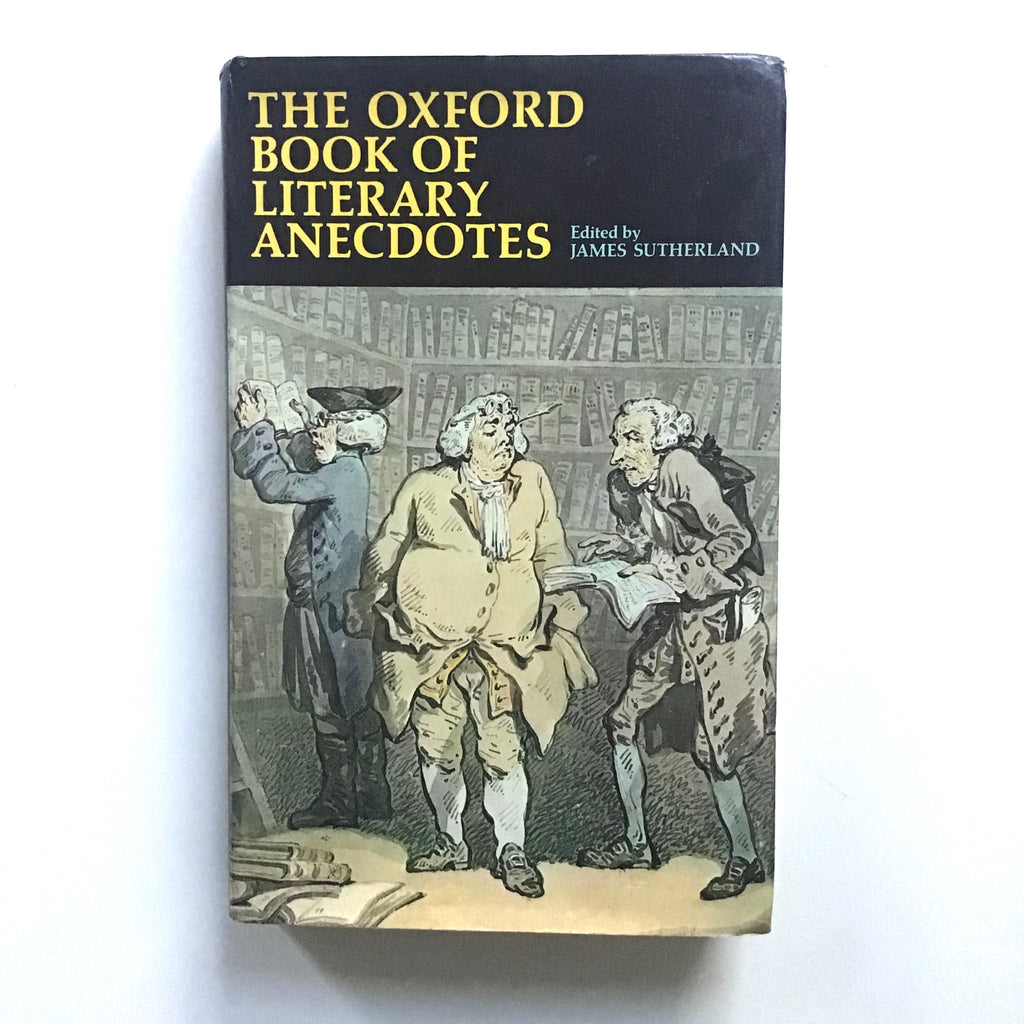 THE OXFORD
BOOK OF
LITERARY
ANECDOTES
Edited by
JAMES SUTHERLAND